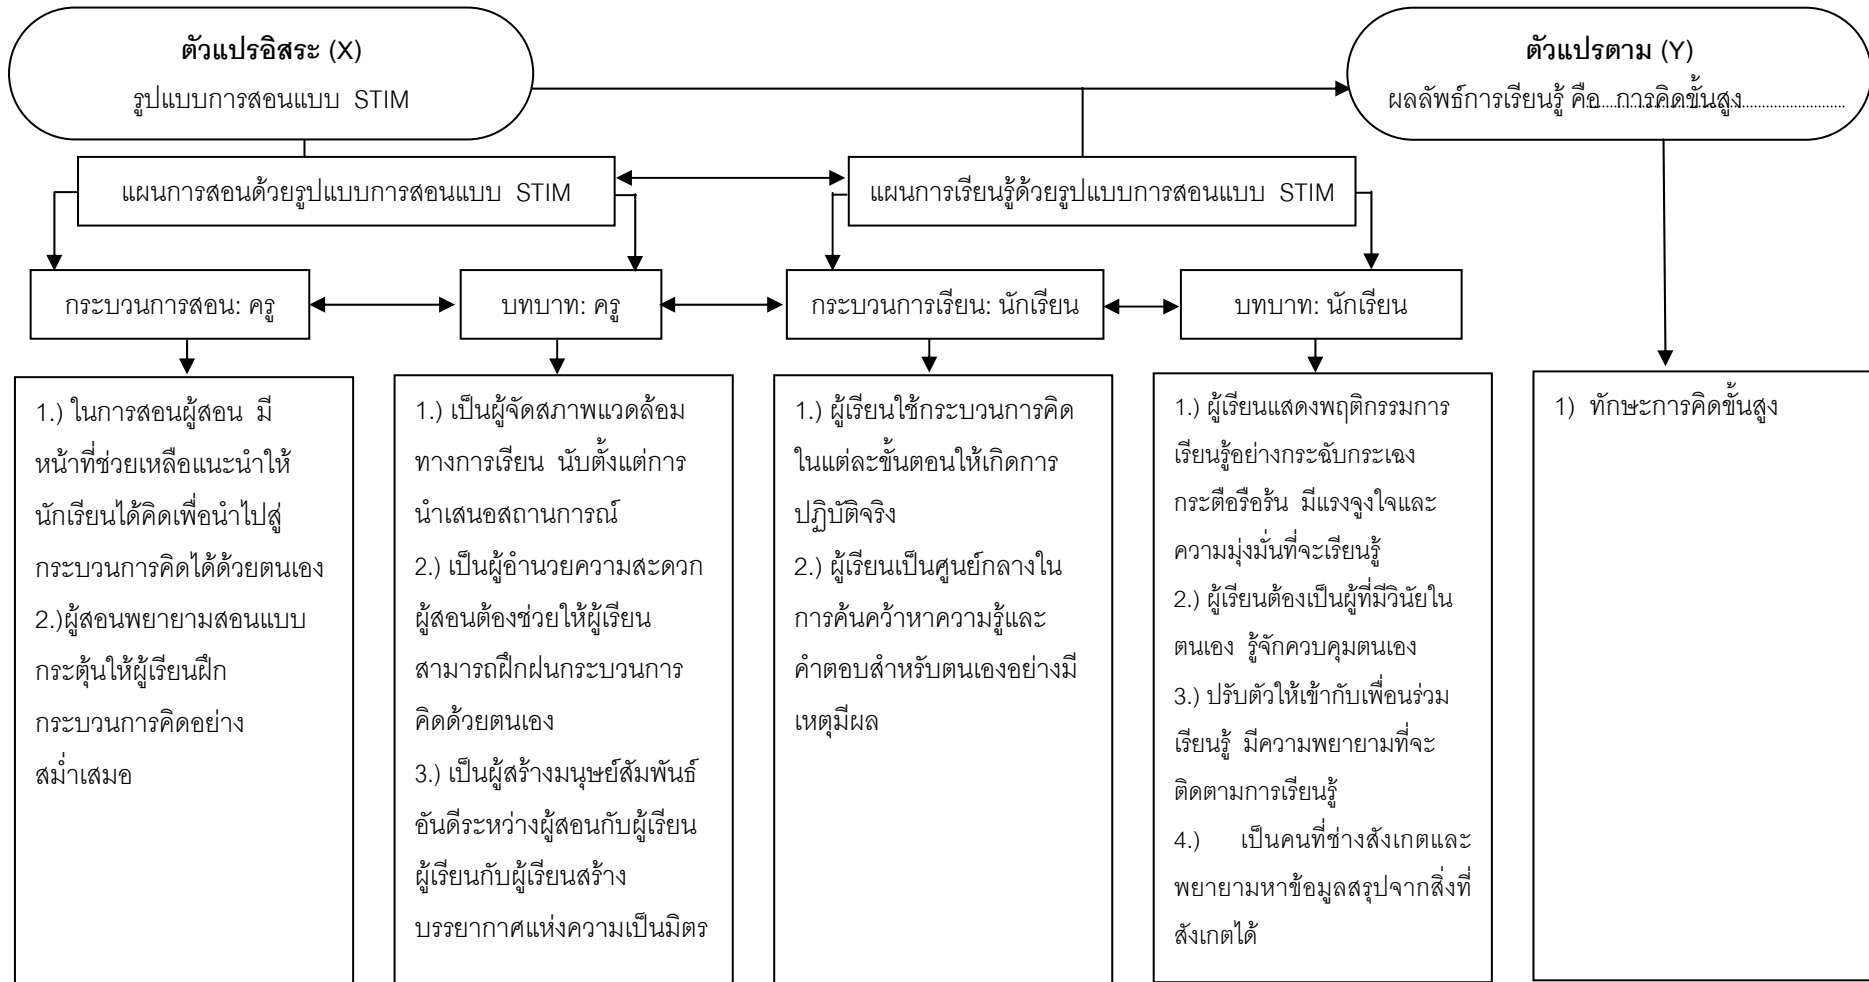 ตัวแปรอิสระ (X)
รูปแบบการสอนแบบ STIM
ตัวแปรตาม (Y)
ผลลัพธ์การเรียนรู้ คือ การคิดขั้นสูง
แผนการสอนด้วยรูปแบบการสอนแบบ STIM
แผนการเรียนรู้ด้วยรูปแบบการสอนแบบ STIM
กระบวนการสอน: ครู
บทบาท: ครู
กระบวนการเรียน: นักเรียน
บทบาท: นักเรียน
1.) ในการสอนผู้สอน มี
หน้าที่ช่วยเหลือแนะนำให้
นักเรียนได้คิดเพื่อนำไปสู่
กระบวนการคิดได้ด้วยตนเอง
2.)ผู้สอนพยายามสอนแบบ
กระตุ้นให้ผู้เรียนฝึก
กระบวนการคิดอย่าง
สม่ำเสมอ
1.) เป็นผู้จัดสภาพแวดล้อม
ทางการเรียน นับตั้งแต่การ
นำเสนอสถานการณ์
2.) เป็นผู้อำนวยความสะดวก
ผู้สอนต้องช่วยให้ผู้เรียน
สามารถฝึกฝนกระบวนการ
คิดด้วยตนเอง
3.) เป็นผู้สร้างมนุษย์สัมพันธ์
อันดีระหว่างผู้สอนกับผู้เรียน
ผู้เรียนกับผู้เรียนสร้าง
บรรยากาศแห่งความเป็นมิตร
1.) ผู้เรียนใช้กระบวนการคิด
ในแต่ละขั้นตอนให้เกิดการ
ปฏิบัติจริง
2.) ผู้เรียนเป็นศูนย์กลางใน
การค้นคว้าหาความรู้และ
คำตอบสำหรับตนเองอย่างมี
เหตุมีผล
1.) ผู้เรียนแสดงพฤติกรรมการ
เรียนรู้อย่างกระฉับกระเฉง
กระตือรือร้น มีแรงจูงใจและ
ความมุ่งมั่นที่จะเรียนรู้
2.) ผู้เรียนต้องเป็นผู้ที่มีวินัยใน
ตนเอง รู้จักควบคุมตนเอง
3.) ปรับตัวให้เข้ากับเพื่อนร่วม
เรียนรู้ มีความพยายามที่จะ
ติดตามการเรียนรู้
4.) เป็นคนที่ช่างสังเกตและ
พยายามหาข้อมูลสรุปจากสิ่งที่
สังเกตได้
1) ทักษะการคิดขั้นสูง